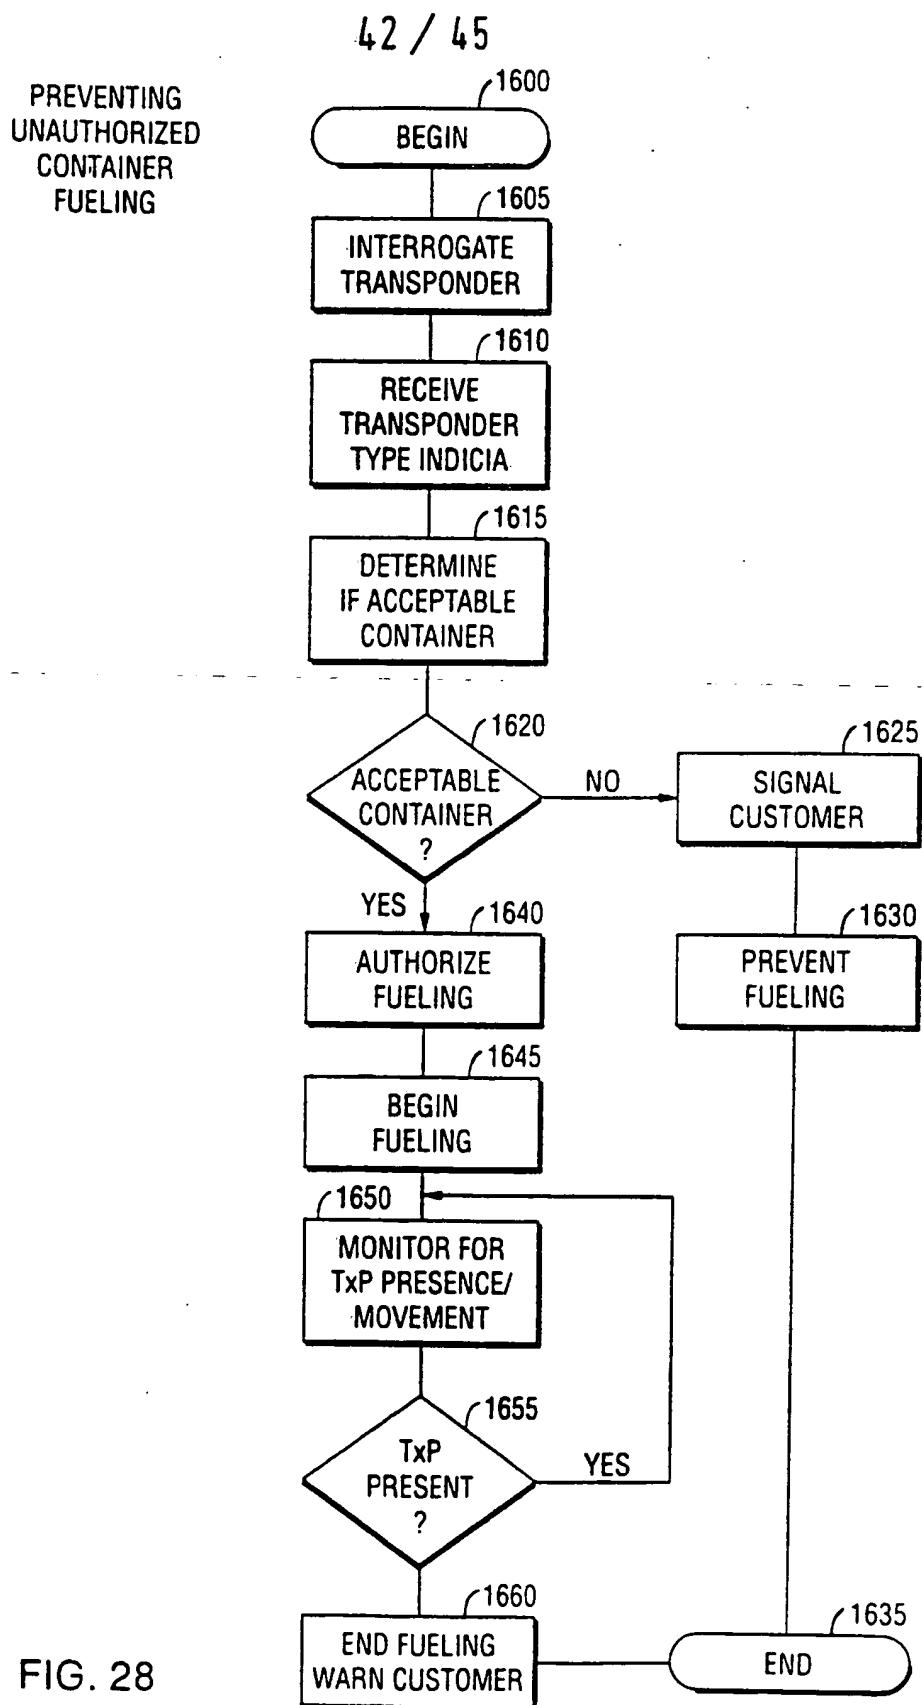 42 / 45
PREVENTING
UNAUTHORIZED
CONTAINER
FUELING
1600
BEGIN
1605
INTERROGATE
TRANSPONDER
1610
RECEIVE
TRANSPONDER
TYPE INDICIA
1615
DETERMINE
IF ACCEPTABLE
CONTAINER
1620
ACCEPTABLE
CONTAINER
?
NO
1625
SIGNAL
CUSTOMER
YES
1630
PREVENT
FUELING
1640
AUTHORIZE
FUELING
1645
BEGIN
FUELING
1650
MONITOR FOR
TxP PRESENCE/
MOVEMENT
1655
TxP
PRESENT
?
YES
1660
END FUELING
WARN CUSTOMER
1635
END
FIG. 28